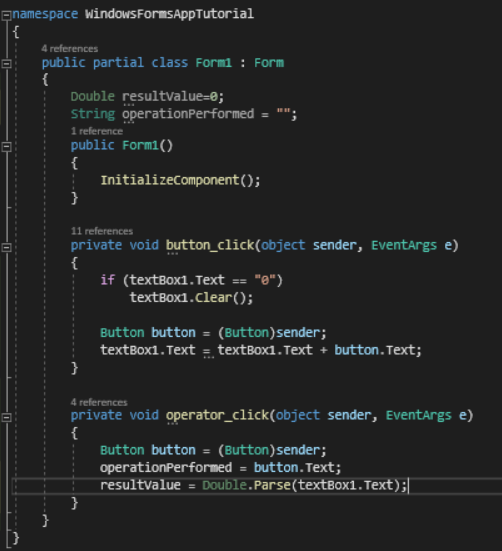 namespace WindowsFormsAppTutorial
{
4 references
public partial class Form1 : Form
{
Double resultValue=0;
String operationPerformed = "";
1 reference
public Form1()
{
InitializeComponent();
}
11 references
private void button_click(object sender, EventArgs e)
{
if (textBox1.Text == "0")
textBox1.Clear();
Button button = (Button)sender;
textBox1.Text = textBox1.Text + button.Text;
}
4 references
private void operator_click(object sender, EventArgs e)
{
Button button = (Button)sender;
operationPerformed = button.Text;
resultValue = Double.Parse(textBox1.Text);
}
}
}